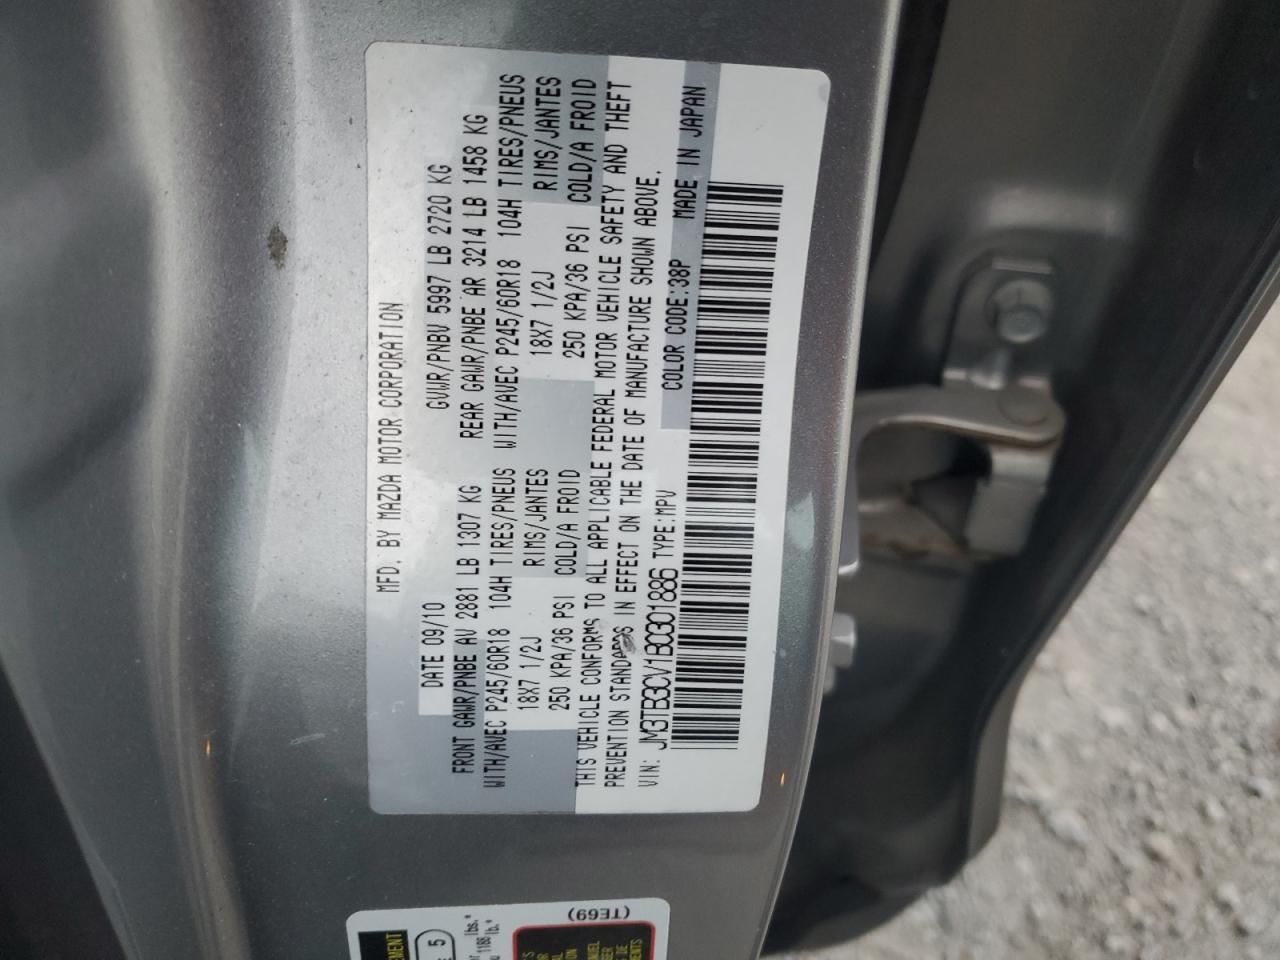 MFD. BY MAZDA MOTOR CORPORATION
DATE 09/10 GVWR/PNBV 5997 LB 2720 KG
FRONT GAWR/PNBE AV 2881 LB 1307 KG REAR GAWR/PNBE AR 3214 LB 1458 KG
WITH/AVEC P245/60R18 104H TIRES/PNEUS WITH/AVEC P245/60R18 104H TIRES/PNEUS
18X7 1/2J RIMS/JANTES 18X7 1/2J RIMS/JANTES
250 KPA/36 PSI COLD/A FROID 250 KPA/36 PSI COLD/A FROID
THIS VEHICLE CONFORMS TO ALL APPLICABLE FEDERAL MOTOR VEHICLE SAFETY AND THEFT
PREVENTION STANDARDS IN EFFECT ON THE DATE OF MANUFACTURE SHOWN ABOVE.
VIN: JM3TB3CV1B0301886 TYPE:MPV COLOR CODE:38P MADE IN JAPAN
(TE69)
5
lbs.*
1188 lb.*